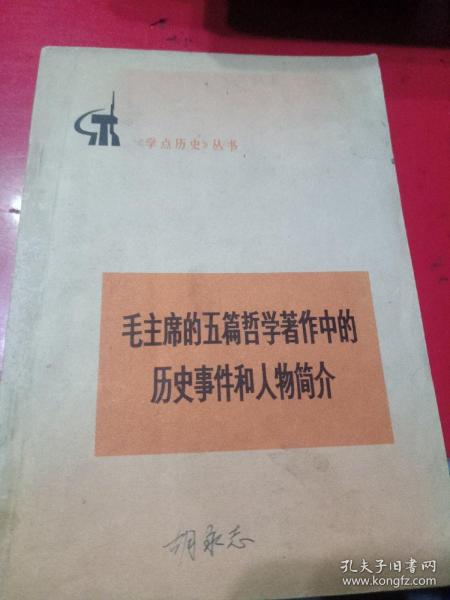 《学点历史》丛书
毛主席的五篇哲学著作中的
历史事件和人物简介
胡永志
孔夫子旧书网
www.kongfz.com